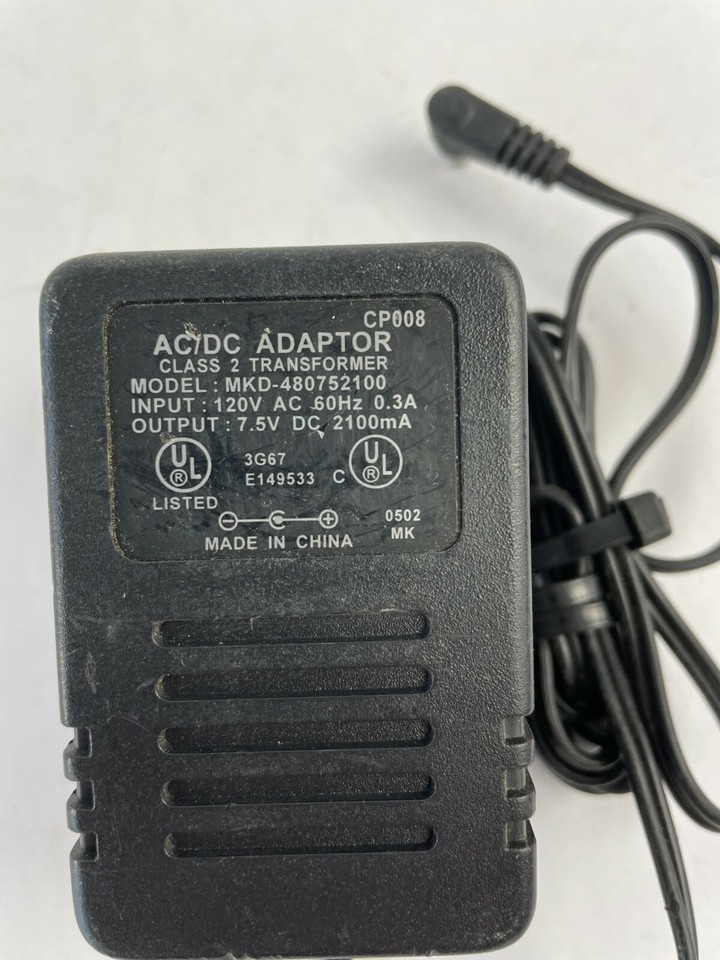 CP008
AC/DC ADAPTOR
CLASS 2 TRANSFORMER
MODEL : MKD-480752100
INPUT : 120V AC 60Hz 0.3A
OUTPUT : 7.5V DC 2100mA
UL ® LISTED
3G67
E149533
C UL ®
0502
MK
MADE IN CHINA